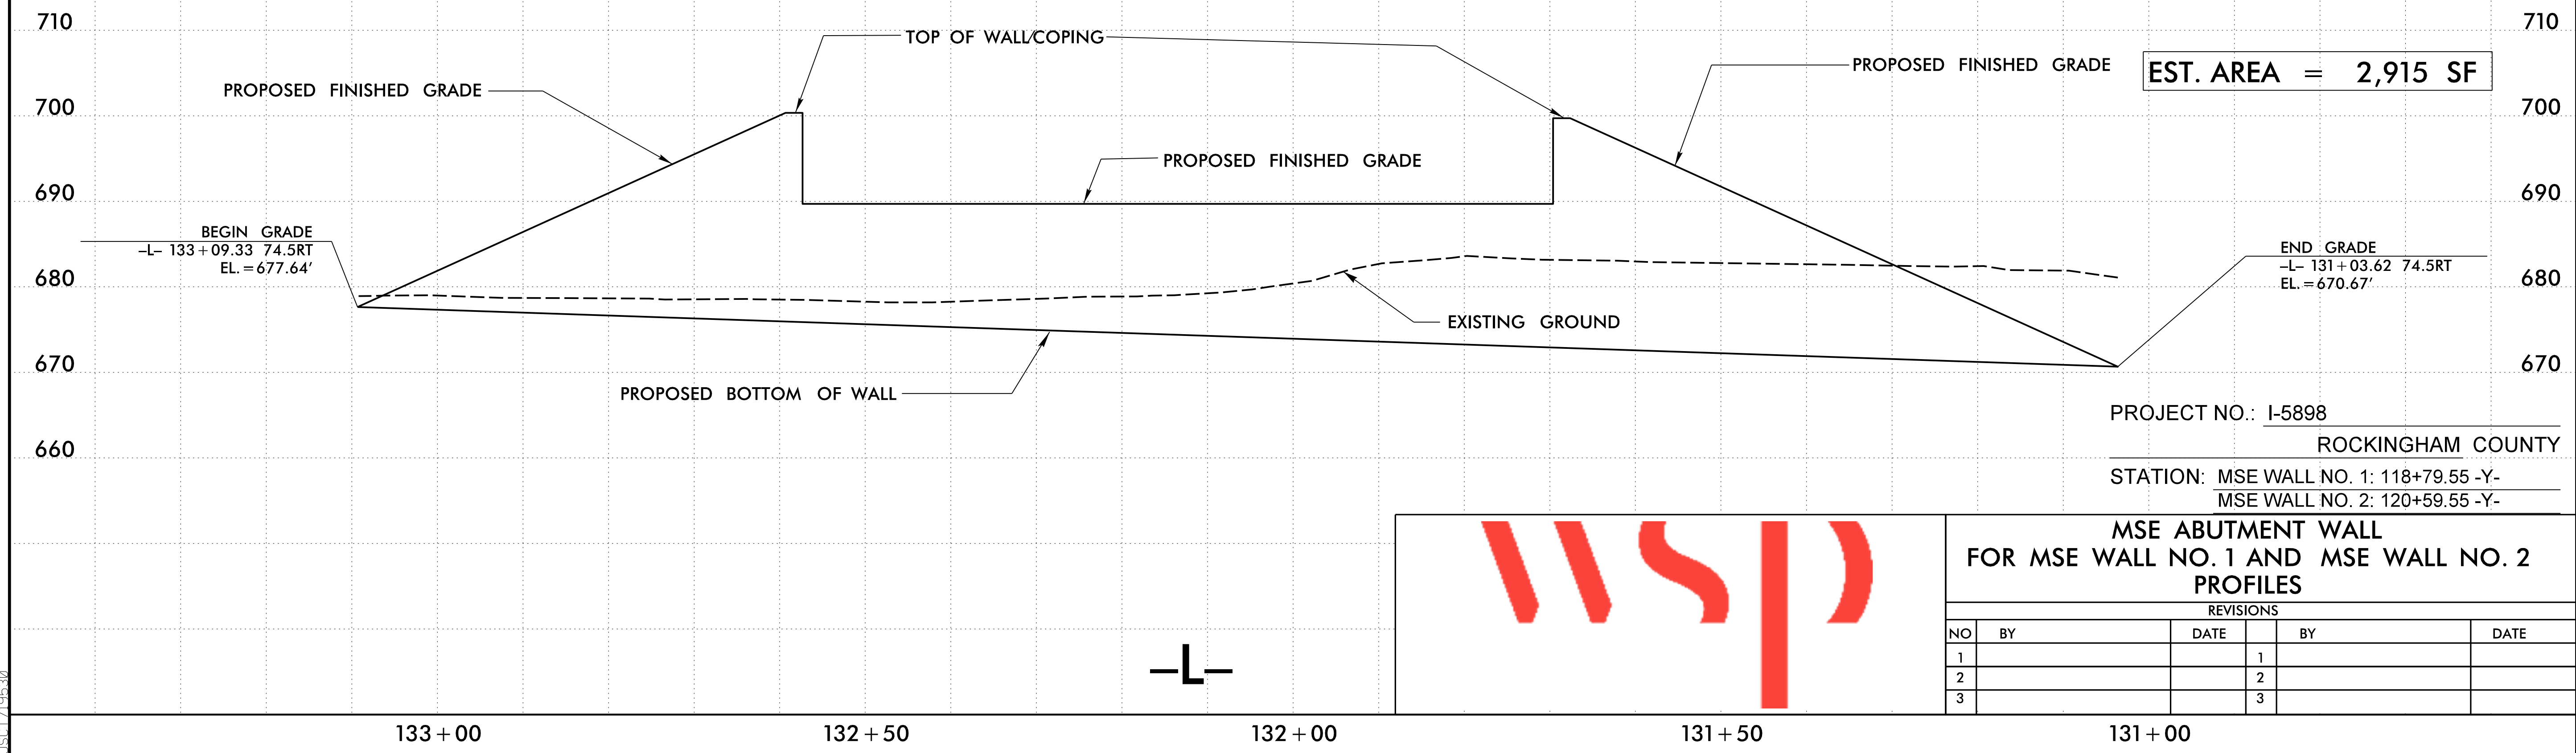 710
710
TOP OF WALL/COPING
PROPOSED FINISHED GRADE
EST. AREA = 2,915 SF
PROPOSED FINISHED GRADE
700
700
PROPOSED FINISHED GRADE
690
690
BEGIN GRADE
-L- 133+09.33 74.5RT
EL.=677.64'
END GRADE
-L- 131+03.62 74.5RT
EL.=670.67'
680
680
EXISTING GROUND
670
670
PROPOSED BOTTOM OF WALL
660
PROJECT NO.: I-5898
ROCKINGHAM COUNTY
STATION: MSE WALL NO. 1: 118+79.55 -Y-
MSE WALL NO. 2: 120+59.55 -Y-
wsp
MSE ABUTMENT WALL
FOR MSE WALL NO. 1 AND MSE WALL NO. 2
PROFILES
REVISIONS
NO BY DATE BY DATE
1 1
2 2
3 3
-L-
133+00 132+50 132+00 131+50 131+00